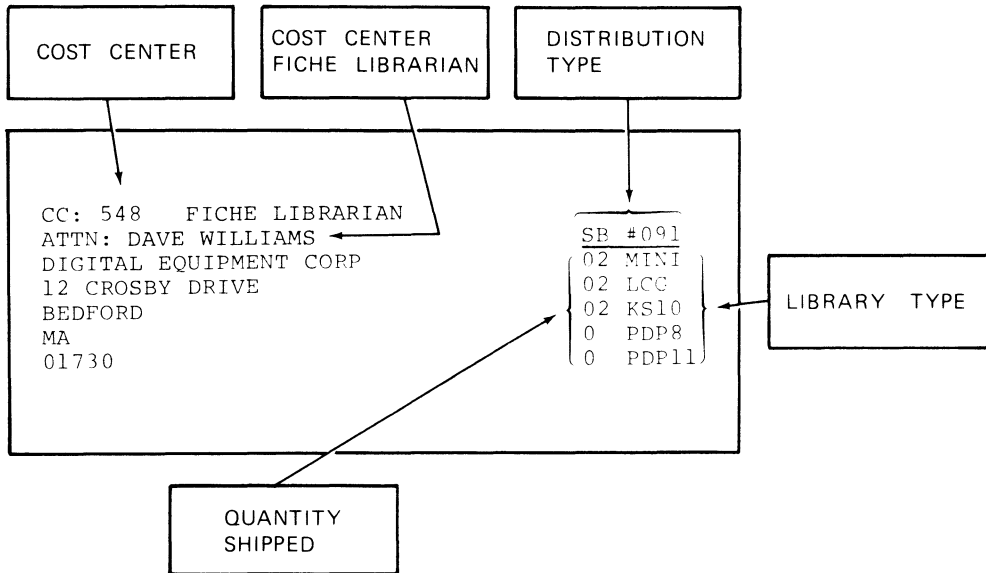 COST CENTER
COST CENTER
FICHE LIBRARIAN
DISTRIBUTION
TYPE
CC: 548 FICHE LIBRARIAN
ATTN: DAVE WILLIAMS
DIGITAL EQUIPMENT CORP
12 CROSBY DRIVE
BEDFORD
MA
01730
SB #091
02 MINI
02 LCG
02 KS10
0 PDP8
0 PDP11
LIBRARY TYPE
QUANTITY
SHIPPED